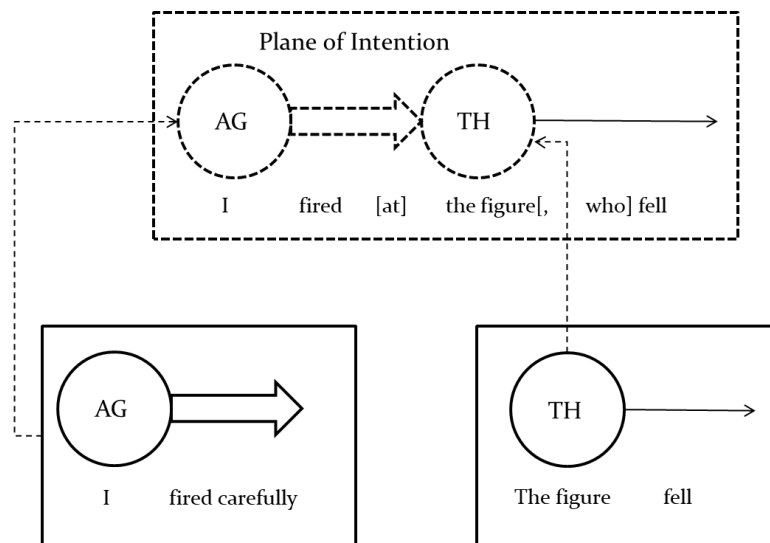 Plane of Intention
AG
TH
I fired [at] the figure[, who] fell
AG
I fired carefully
TH
The figure fell